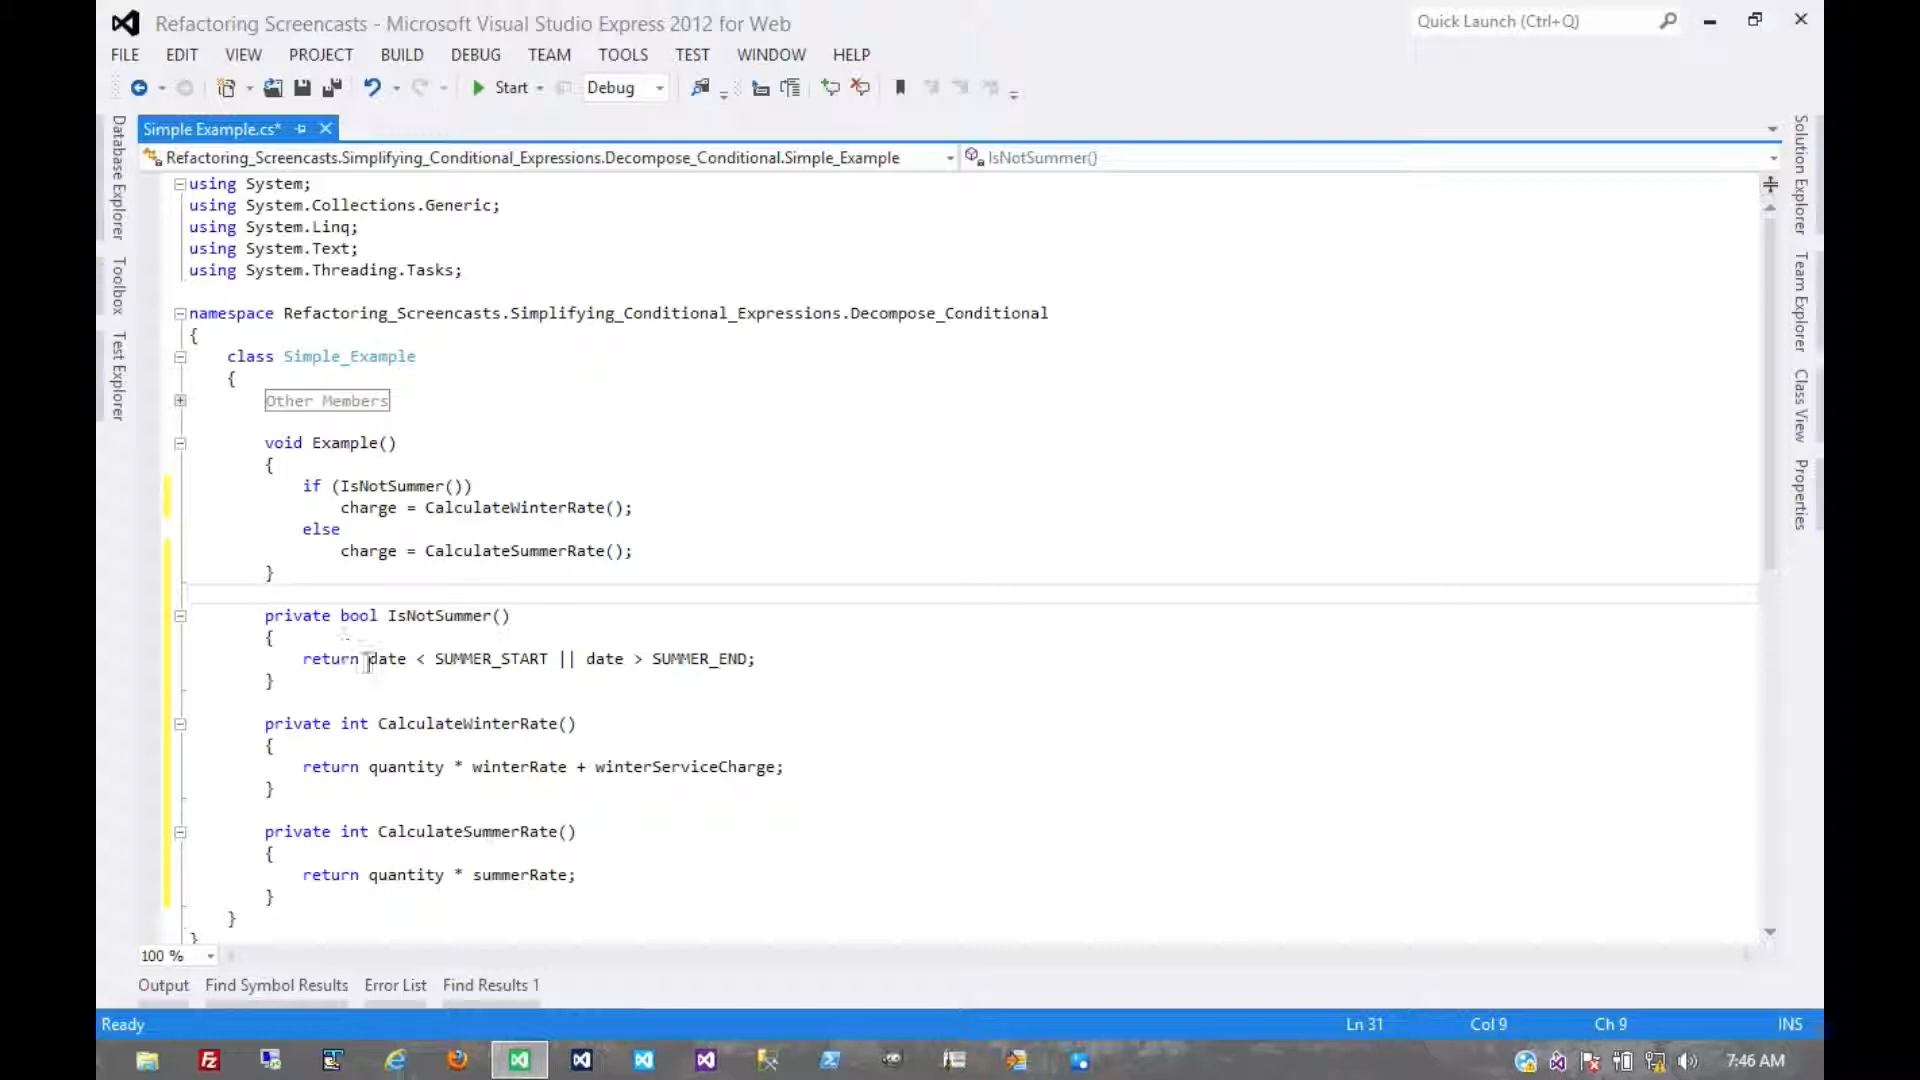 Refactoring Screencasts - Microsoft Visual Studio Express 2012 for Web
Quick Launch (Ctrl+Q)
FILE EDIT VIEW PROJECT BUILD DEBUG TEAM TOOLS TEST WINDOW HELP
Start Debug
Simple Example.cs*
Refactoring_Screencasts.Simplifying_Conditional_Expressions.Decompose_Conditional.Simple_Example
IsNotSummer()
Database Explorer
Toolbox
Test Explorer
using System;
using System.Collections.Generic;
using System.Linq;
using System.Text;
using System.Threading.Tasks;
namespace Refactoring_Screencasts.Simplifying_Conditional_Expressions.Decompose_Conditional
{
class Simple_Example
{
Other Members
void Example()
{
if (IsNotSummer())
charge = CalculateWinterRate();
else
charge = CalculateSummerRate();
}
private bool IsNotSummer()
{
return date < SUMMER_START || date > SUMMER_END;
}
private int CalculateWinterRate()
{
return quantity * winterRate + winterServiceCharge;
}
private int CalculateSummerRate()
{
return quantity * summerRate;
}
}
}
Solution Explorer
Team Explorer
Class View
Properties
100 %
Output Find Symbol Results Error List Find Results 1
Ready Ln 31 Col 9 Ch 9 INS
7:46 AM